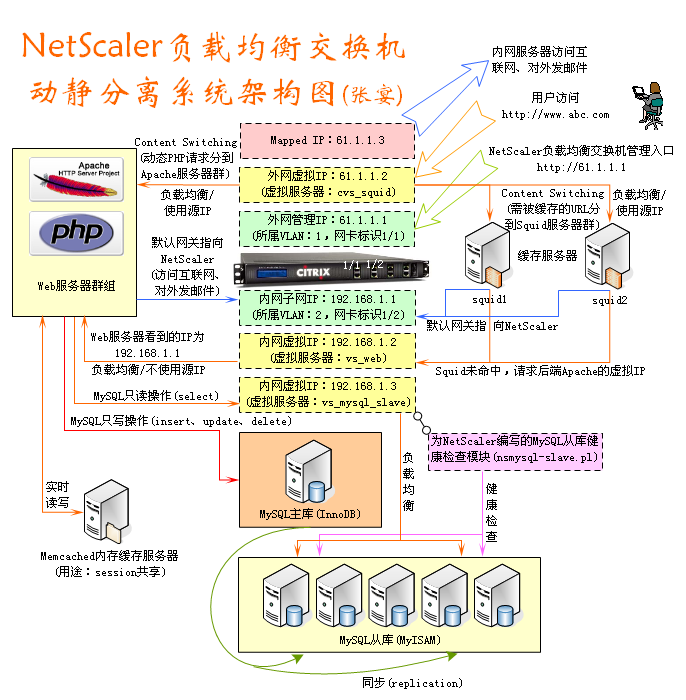 NetScaler负载均衡交换机
动静分离系统架构图(张宴)
内网服务器访问互
联网、对外发邮件
用户访问
http://www.abc.com
NetScaler负载均衡交换机管理入口
http://61.1.1.1
Mapped IP：61.1.1.3
Content Switching
(动态PHP请求分到
Apache服务器群)
负载均衡/
使用源IP
外网虚拟IP：61.1.1.2
(虚拟服务器：cvs_squid)
外网管理IP：61.1.1.1
(所属VLAN：1，网卡标识1/1)
Content Switching
(需被缓存的URL分
到Squid服务器群)
负载均衡/
使用源IP
Apache
HTTP Server Project
php
Web服务器群组
默认网关指向
NetScaler
(访问互联网、
对外发邮件)
1/1 1/2
CITRIX
缓存服务器
squid1
squid2
内网子网IP：192.168.1.1
(所属VLAN：2，网卡标识1/2)
默认网关指 向NetScaler
Web服务器看到的IP为
192.168.1.1
负载均衡/不使用源IP
内网虚拟IP：192.168.1.2
(虚拟服务器：vs_web)
Squid未命中，请求后端Apache的虚拟IP
MySQL只读操作(select)
内网虚拟IP：192.168.1.3
(虚拟服务器：vs_mysql_slave)
MySQL只写操作(insert、update、delete)
为NetScaler编写的MySQL从库健
康检查模块(nsmysql-slave.pl)
负载均衡
健康检查
实时
读写
MySQL主库(InnoDB)
Memcached内存缓存服务器
(用途：session共享)
MySQL从库(MyISAM)
同步(replication)